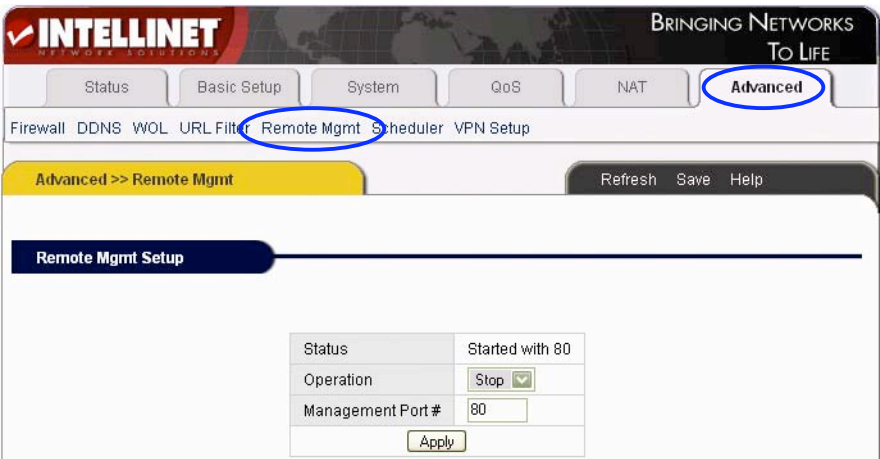 INTELLINET
NETWORK SOLUTIONS
BRINGING NETWORKS
TO LIFE
Status Basic Setup System QoS NAT Advanced
Firewall DDNS WOL URL Filter Remote Mgmt Scheduler VPN Setup
Advanced >> Remote Mgmt Refresh Save Help
Remote Mgmt Setup
Status Started with 80
Operation Stop
Management Port # 80
Apply